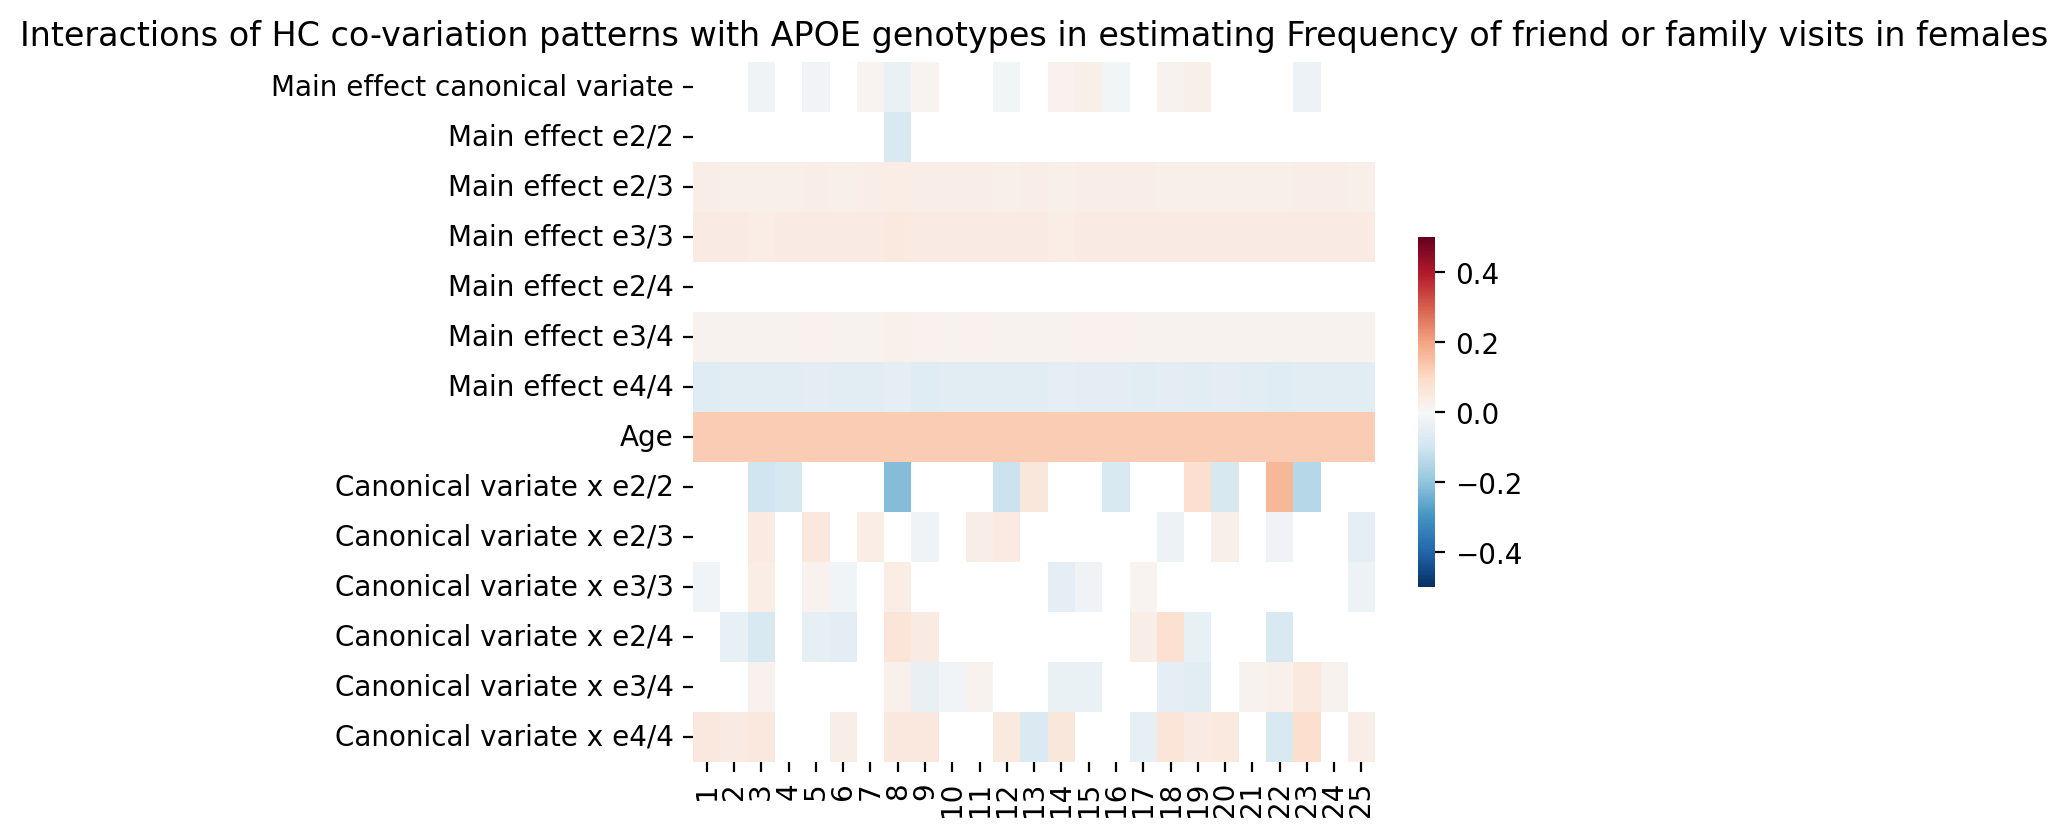 Interactions of HC co-variation patterns with APOE genotypes in estimating Frequency of friend or family visits in females
Main effect canonical variate
Main effect e2/2
Main effect e2/3
Main effect e3/3
Main effect e2/4
Main effect e3/4
Main effect e4/4
Age
Canonical variate x e2/2
Canonical variate x e2/3
Canonical variate x e3/3
Canonical variate x e2/4
Canonical variate x e3/4
Canonical variate x e4/4
1 2 3 4 5 6 7 8 9 10 11 12 13 14 15 16 17 18 19 20 21 22 23 24 25
0.4
0.2
0.0
−0.2
−0.4